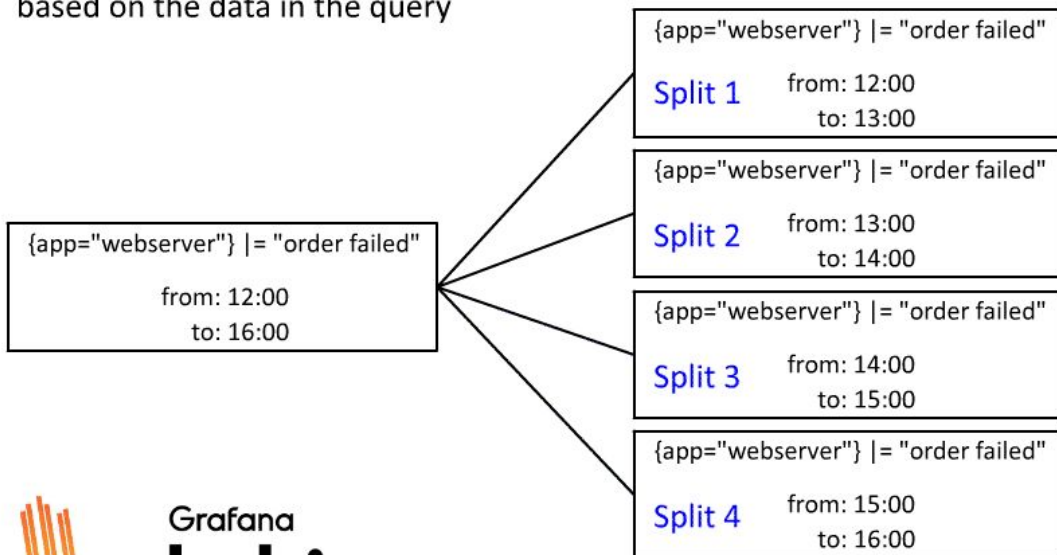 based on the data in the query
{app="webserver"} |= "order failed"
from: 12:00
to: 16:00
{app="webserver"} |= "order failed"
Split 1
from: 12:00
to: 13:00
{app="webserver"} |= "order failed"
Split 2
from: 13:00
to: 14:00
{app="webserver"} |= "order failed"
Split 3
from: 14:00
to: 15:00
{app="webserver"} |= "order failed"
Split 4
from: 15:00
to: 16:00
Grafana